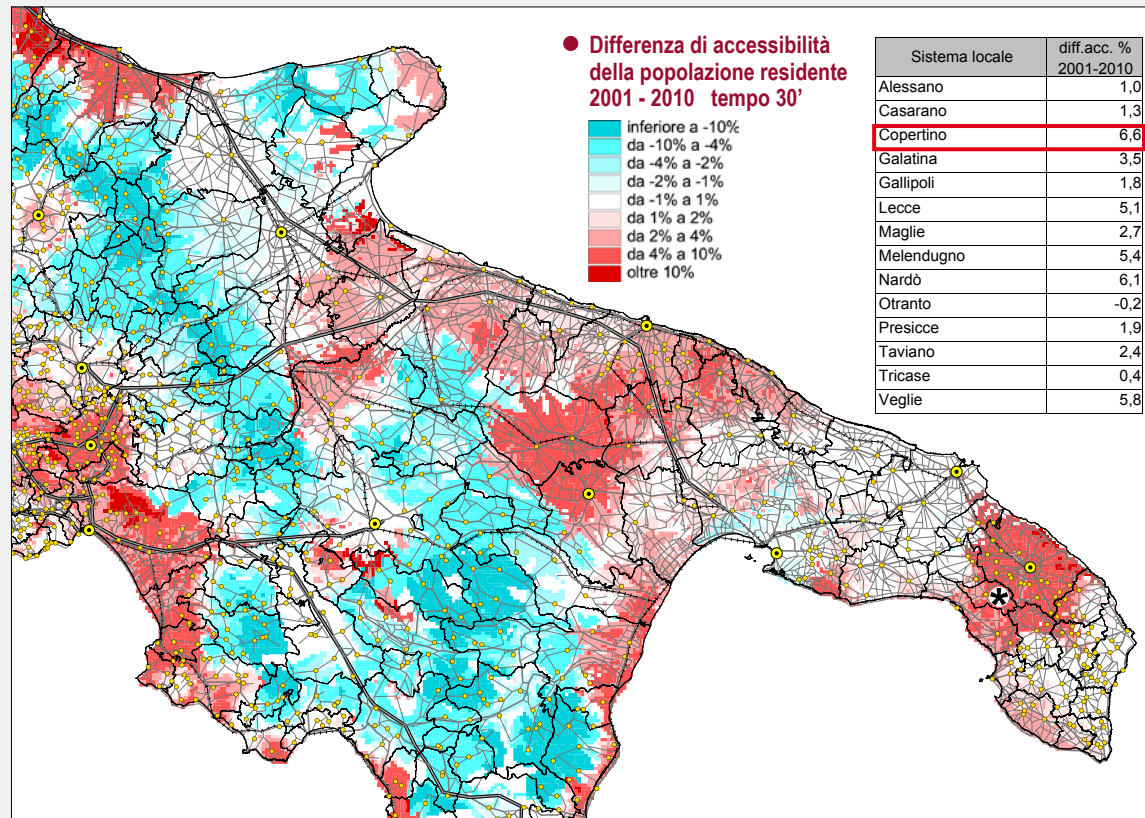 ● Differenza di accessibilità
della popolazione residente
2001 - 2010 tempo 30'
inferiore a -10%
da -10% a -4%
da -4% a -2%
da -2% a -1%
da -1% a 1%
da 1% a 2%
da 2% a 4%
da 4% a 10%
oltre 10%
Sistema locale diff.acc. % 2001-2010
Alessano 1,0
Casarano 1,3
Copertino 6,6
Galatina 3,5
Gallipoli 1,8
Lecce 5,1
Maglie 2,7
Melendugno 5,4
Nardò 6,1
Otranto -0,2
Presicce 1,9
Taviano 2,4
Tricase 0,4
Veglie 5,8
*